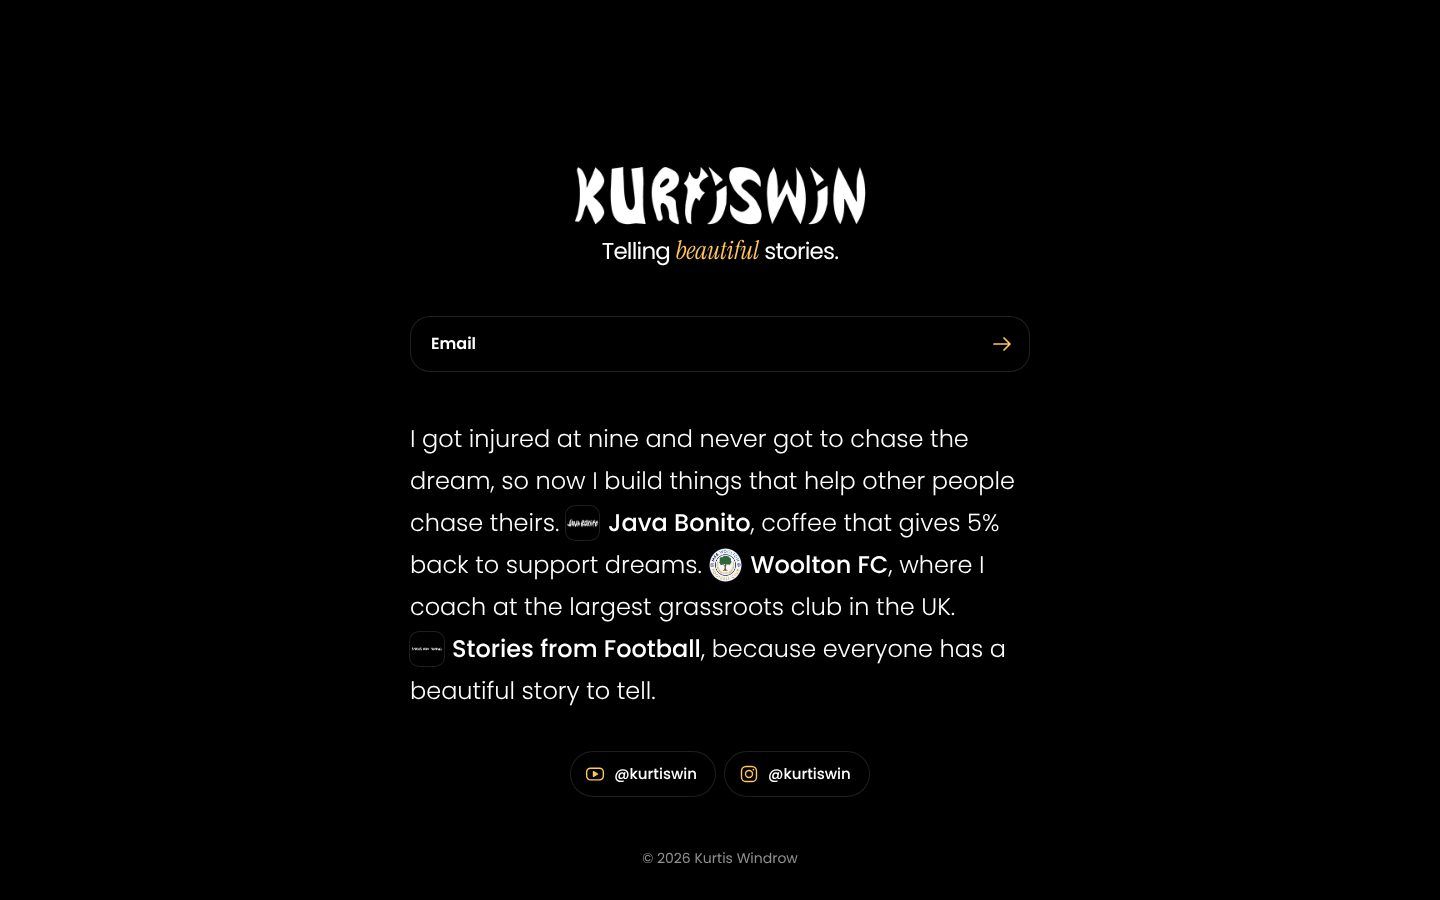 KURTISWIN
Telling beautiful stories.
Email
I got injured at nine and never got to chase the
dream, so now I build things that help other people
chase theirs. JAVA BONITO Java Bonito, coffee that gives 5%
back to support dreams. Woolton FC, where I
coach at the largest grassroots club in the UK.
Stories from Football, because everyone has a
beautiful story to tell.
@kurtiswin @kurtiswin
© 2026 Kurtis Windrow